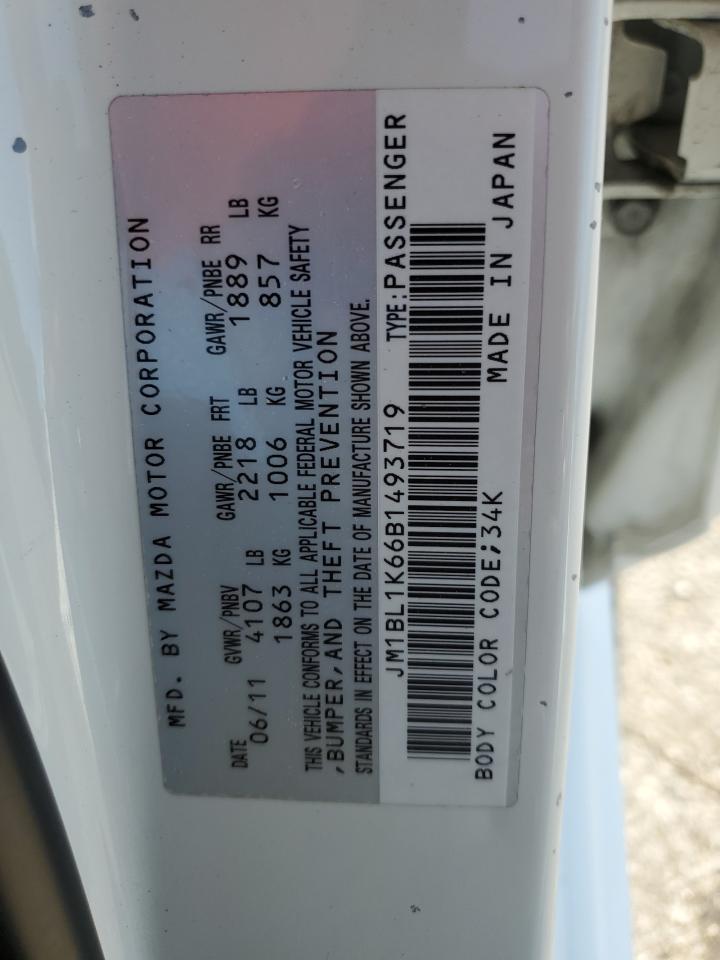 MFD. BY MAZDA MOTOR CORPORATION
DATE GVWR/PNBV GAWR/PNBE FRT GAWR/PNBE RR
06/11 4107 LB 2218 LB 1889 LB
1863 KG 1006 KG 857 KG
THIS VEHICLE CONFORMS TO ALL APPLICABLE FEDERAL MOTOR VEHICLE SAFETY
,BUMPER,AND THEFT PREVENTION
STANDARDS IN EFFECT ON THE DATE OF MANUFACTURE SHOWN ABOVE.
JM1BL1K66B1493719 TYPE:PASSENGER
BODY COLOR CODE;34K MADE IN JAPAN